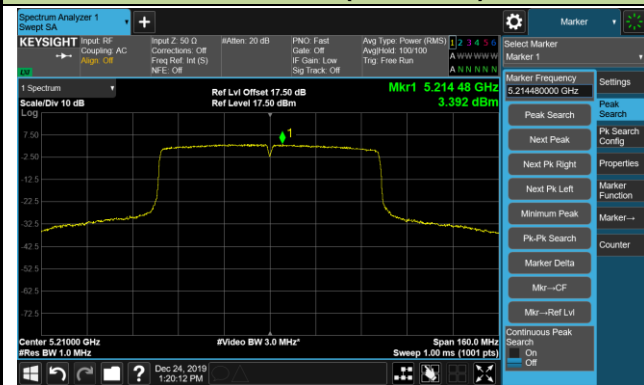 Spectrum Analyzer 1
Swept SA
Marker
KEYSIGHT
Input: RF
Coupling: AC
Align: Off
Input Z: 50 Ω
Corrections: Off
Freq Ref: Int (S)
NFE: Off
#Atten: 20 dB
PNO: Fast
Gate: Off
IF Gain: Low
Sig Track: Off
Avg Type: Power (RMS)
Avg|Hold: 100/100
Trig: Free Run
1 2 3 4 5 6
A W W W W W
A N N N N N
Select Marker
Marker 1
1 Spectrum
Scale/Div 10 dB
Log
Ref Lvl Offset 17.50 dB
Ref Level 17.50 dBm
Mkr1 5.214 48 GHz
3.392 dBm
1
7.50
-2.50
-12.5
-22.5
-32.5
-42.5
-52.5
-62.5
-72.5
Center 5.21000 GHz
#Res BW 1.0 MHz
#Video BW 3.0 MHz*
Span 160.0 MHz
Sweep 1.00 ms (1001 pts)
Marker Frequency
5.214480000 GHz
Peak Search
Next Peak
Next Pk Right
Next Pk Left
Minimum Peak
Pk-Pk Search
Marker Delta
Mkr→CF
Mkr→Ref Lvl
Continuous Peak
Search
On
Off
Settings
Peak
Search
Pk Search
Config
Properties
Marker
Function
Marker→
Counter
Dec 24, 2019
1:20:12 PM